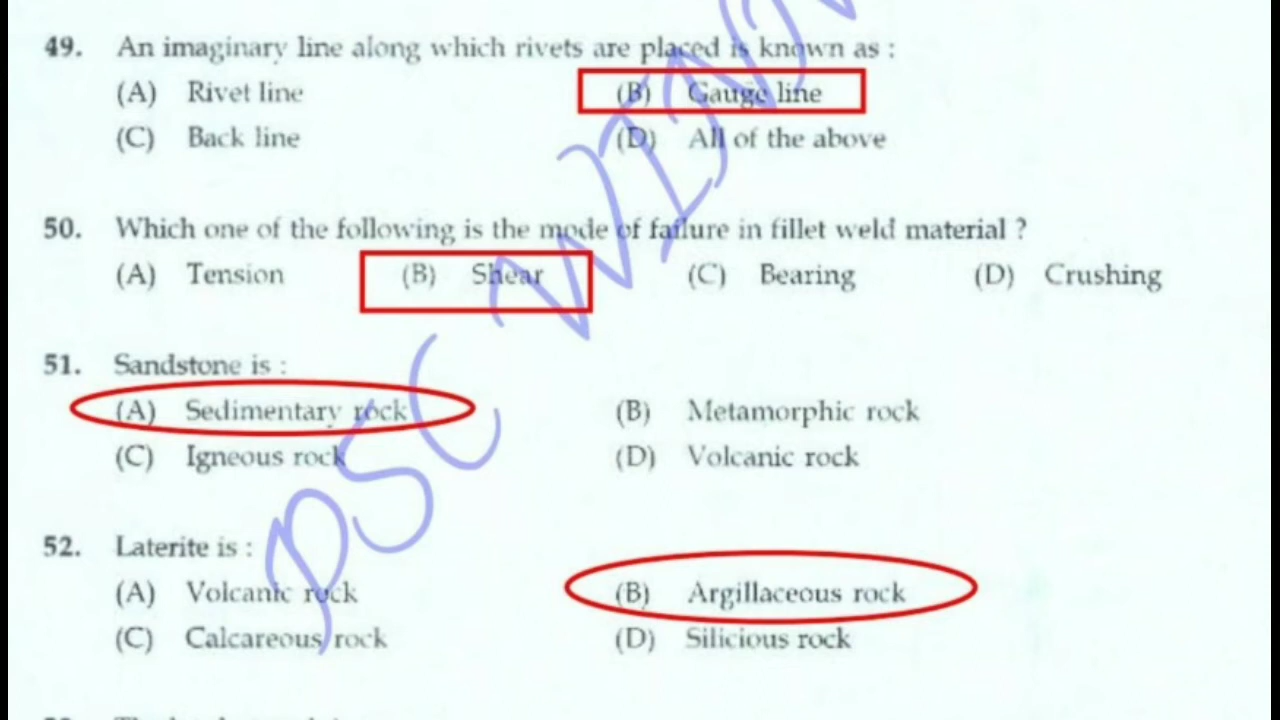 49. An imaginary line along which rivets are placed is known as :
(A) Rivet line (B) Gauge line
(C) Back line (D) All of the above
50. Which one of the following is the mode of failure in fillet weld material ?
(A) Tension (B) Shear (C) Bearing (D) Crushing
51. Sandstone is :
(A) Sedimentary rock (B) Metamorphic rock
(C) Igneous rock (D) Volcanic rock
52. Laterite is :
(A) Volcanic rock (B) Argillaceous rock
(C) Calcareous rock (D) Silicious rock
PSC